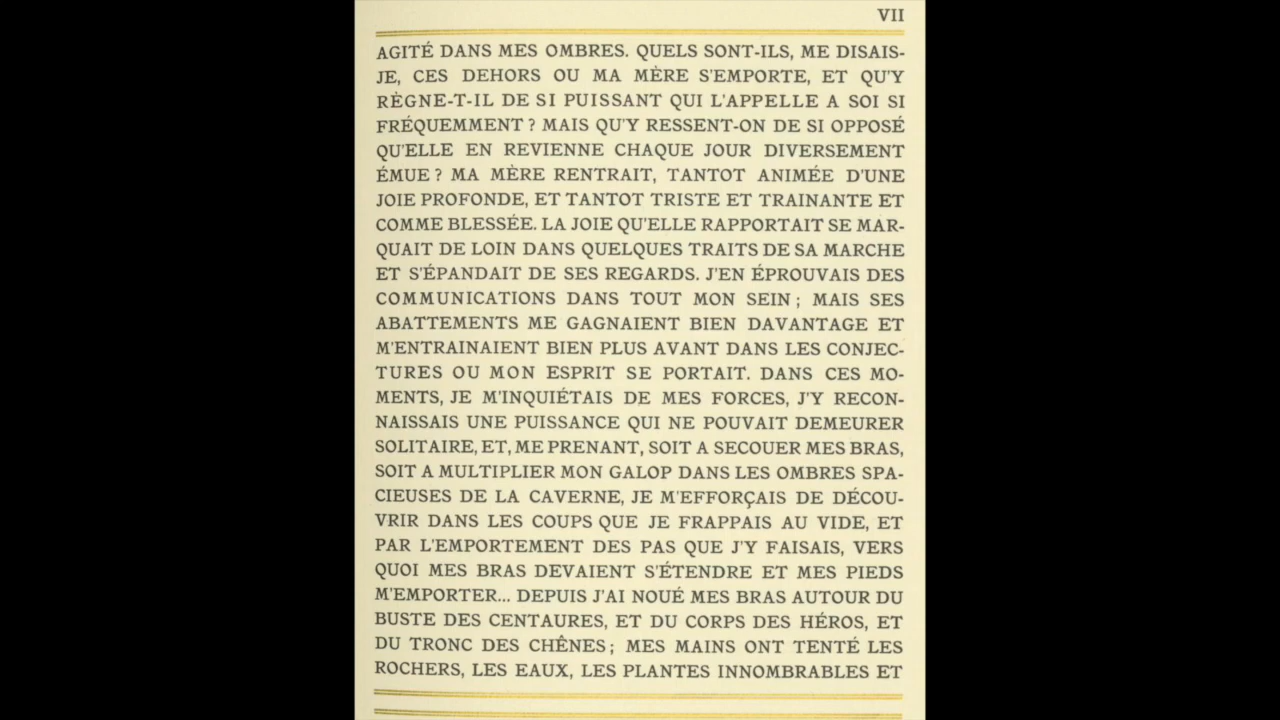 VII
AGITÉ DANS MES OMBRES. QUELS SONT-ILS, ME DISAIS-
JE, CES DEHORS OU MA MÈRE S'EMPORTE, ET QU'Y
RÈGNE-T-IL DE SI PUISSANT QUI L'APPELLE A SOI SI
FRÉQUEMMENT ? MAIS QU'Y RESSENT-ON DE SI OPPOSÉ
QU'ELLE EN REVIENNE CHAQUE JOUR DIVERSEMENT
ÉMUE ? MA MÈRE RENTRAIT, TANTOT ANIMÉE D'UNE
JOIE PROFONDE, ET TANTOT TRISTE ET TRAINANTE ET
COMME BLESSÉE. LA JOIE QU'ELLE RAPPORTAIT SE MAR-
QUAIT DE LOIN DANS QUELQUES TRAITS DE SA MARCHE
ET S'ÉPANDAIT DE SES REGARDS. J'EN ÉPROUVAIS DES
COMMUNICATIONS DANS TOUT MON SEIN ; MAIS SES
ABATTEMENTS ME GAGNAIENT BIEN DAVANTAGE ET
M'ENTRAINAIENT BIEN PLUS AVANT DANS LES CONJEC-
TURES OU MON ESPRIT SE PORTAIT. DANS CES MO-
MENTS, JE M'INQUIÉTAIS DE MES FORCES, J'Y RECON-
NAISSAIS UNE PUISSANCE QUI NE POUVAIT DEMEURER
SOLITAIRE, ET, ME PRENANT, SOIT A SECOUER MES BRAS,
SOIT A MULTIPLIER MON GALOP DANS LES OMBRES SPA-
CIEUSES DE LA CAVERNE, JE M'EFFORÇAIS DE DÉCOU-
VRIR DANS LES COUPS QUE JE FRAPPAIS AU VIDE, ET
PAR L'EMPORTEMENT DES PAS QUE J'Y FAISAIS, VERS
QUOI MES BRAS DEVAIENT S'ÉTENDRE ET MES PIEDS
M'EMPORTER... DEPUIS J'AI NOUÉ MES BRAS AUTOUR DU
BUSTE DES CENTAURES, ET DU CORPS DES HÉROS, ET
DU TRONC DES CHÊNES ; MES MAINS ONT TENTÉ LES
ROCHERS, LES EAUX, LES PLANTES INNOMBRABLES ET